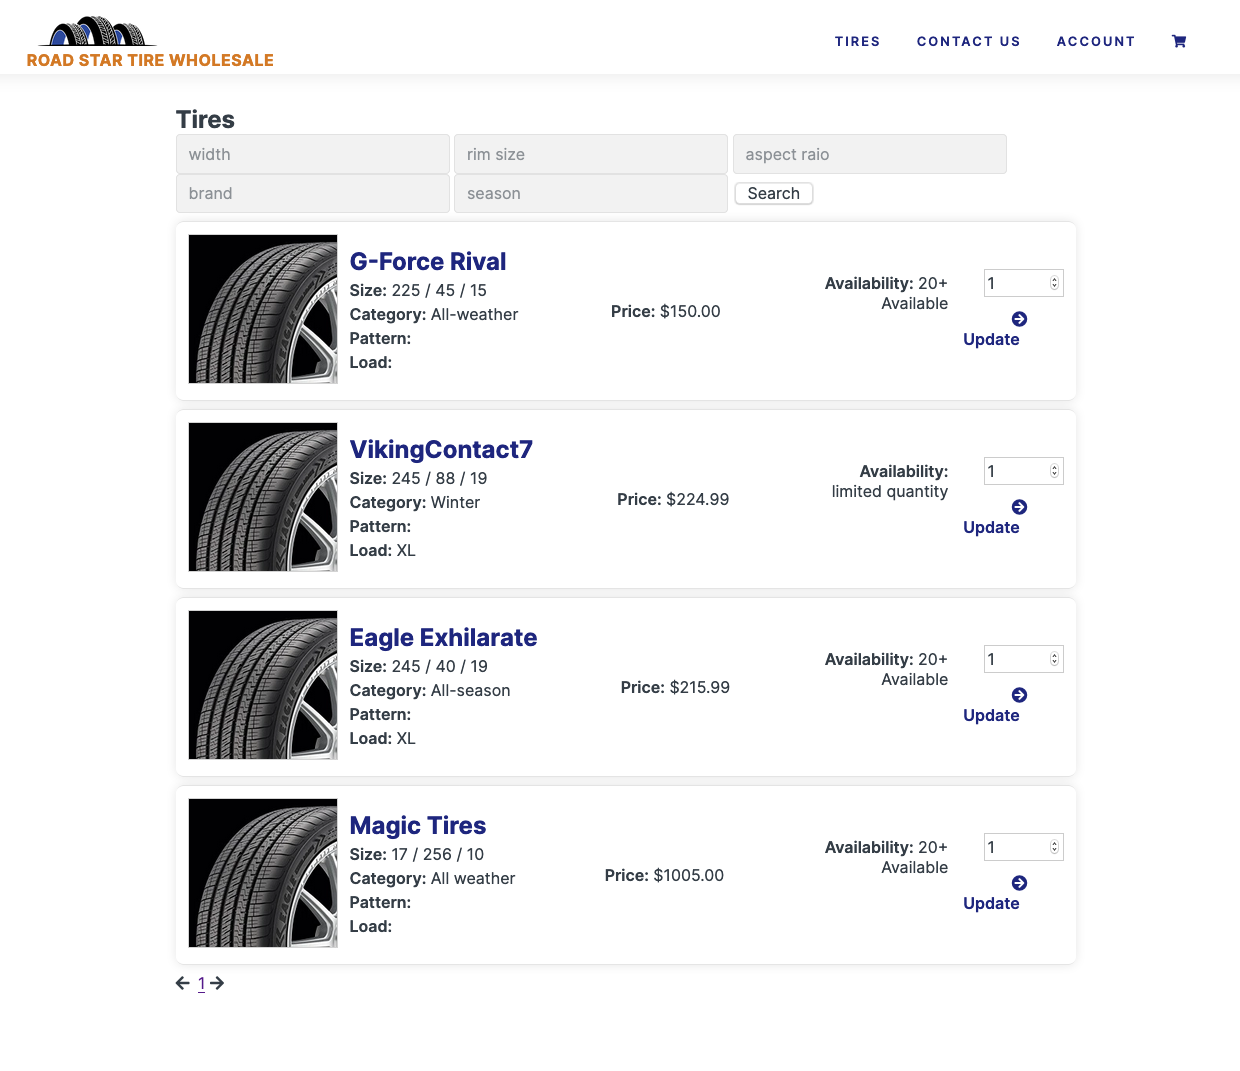 ROAD STAR TIRE WHOLESALE
TIRES CONTACT US ACCOUNT
Tires
width rim size aspect raio
brand season Search
G-Force Rival
Size: 225 / 45 / 15
Category: All-weather
Pattern:
Load:
Price: $150.00
Availability: 20+
Available
1
Update
VikingContact7
Size: 245 / 88 / 19
Category: Winter
Pattern:
Load: XL
Price: $224.99
Availability:
limited quantity
1
Update
Eagle Exhilarate
Size: 245 / 40 / 19
Category: All-season
Pattern:
Load: XL
Price: $215.99
Availability: 20+
Available
1
Update
Magic Tires
Size: 17 / 256 / 10
Category: All weather
Pattern:
Load:
Price: $1005.00
Availability: 20+
Available
1
Update
1